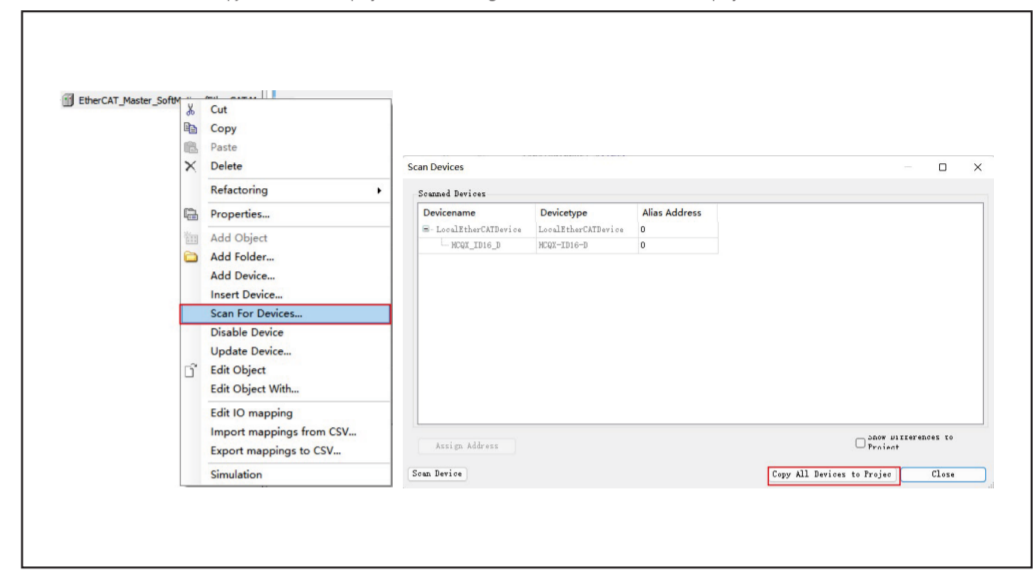 EtherCAT_Master_SoftM
Cut
Copy
Paste
Delete
Refactoring
Properties...
Add Object
Add Folder...
Add Device...
Insert Device...
Scan For Devices...
Disable Device
Update Device...
Edit Object
Edit Object With...
Edit IO mapping
Import mappings from CSV...
Export mappings to CSV...
Simulation
Scan Devices
Scanned Devices
Devicename Devicetype Alias Address
LocalEtherCATDevice LocalEtherCATDevice 0
MCQX_ID16_D MCQX-ID16-D 0
Assign Address
Show Differences to
Project
Scan Device
Copy All Devices to Projec
Close